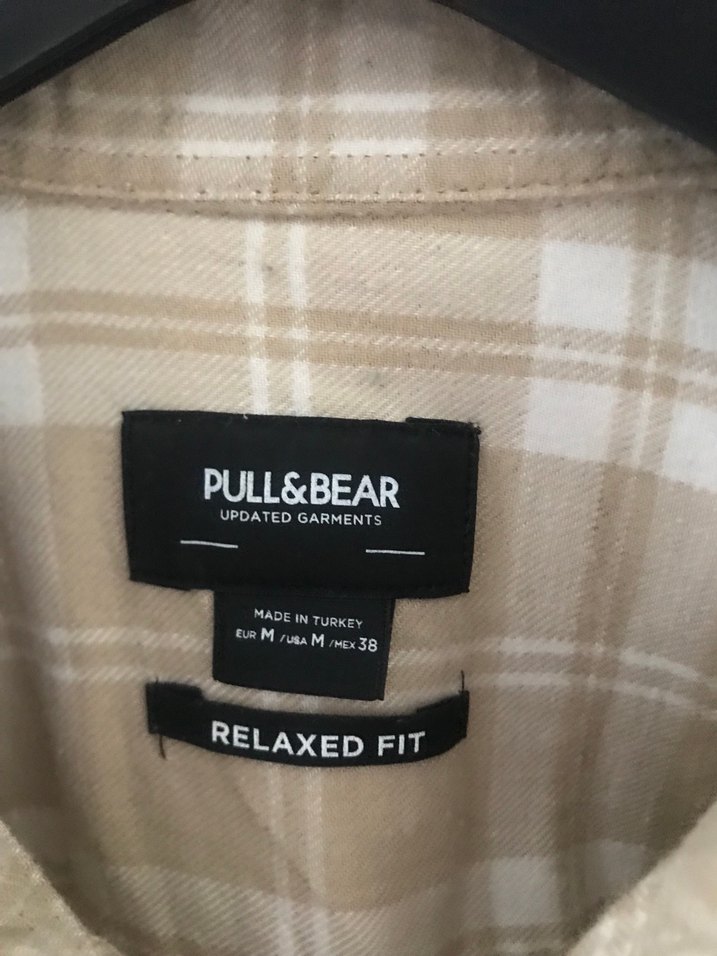 PULL&BEAR
UPDATED GARMENTS
MADE IN TURKEY
EUR M /USA M /MEX 38
RELAXED FIT